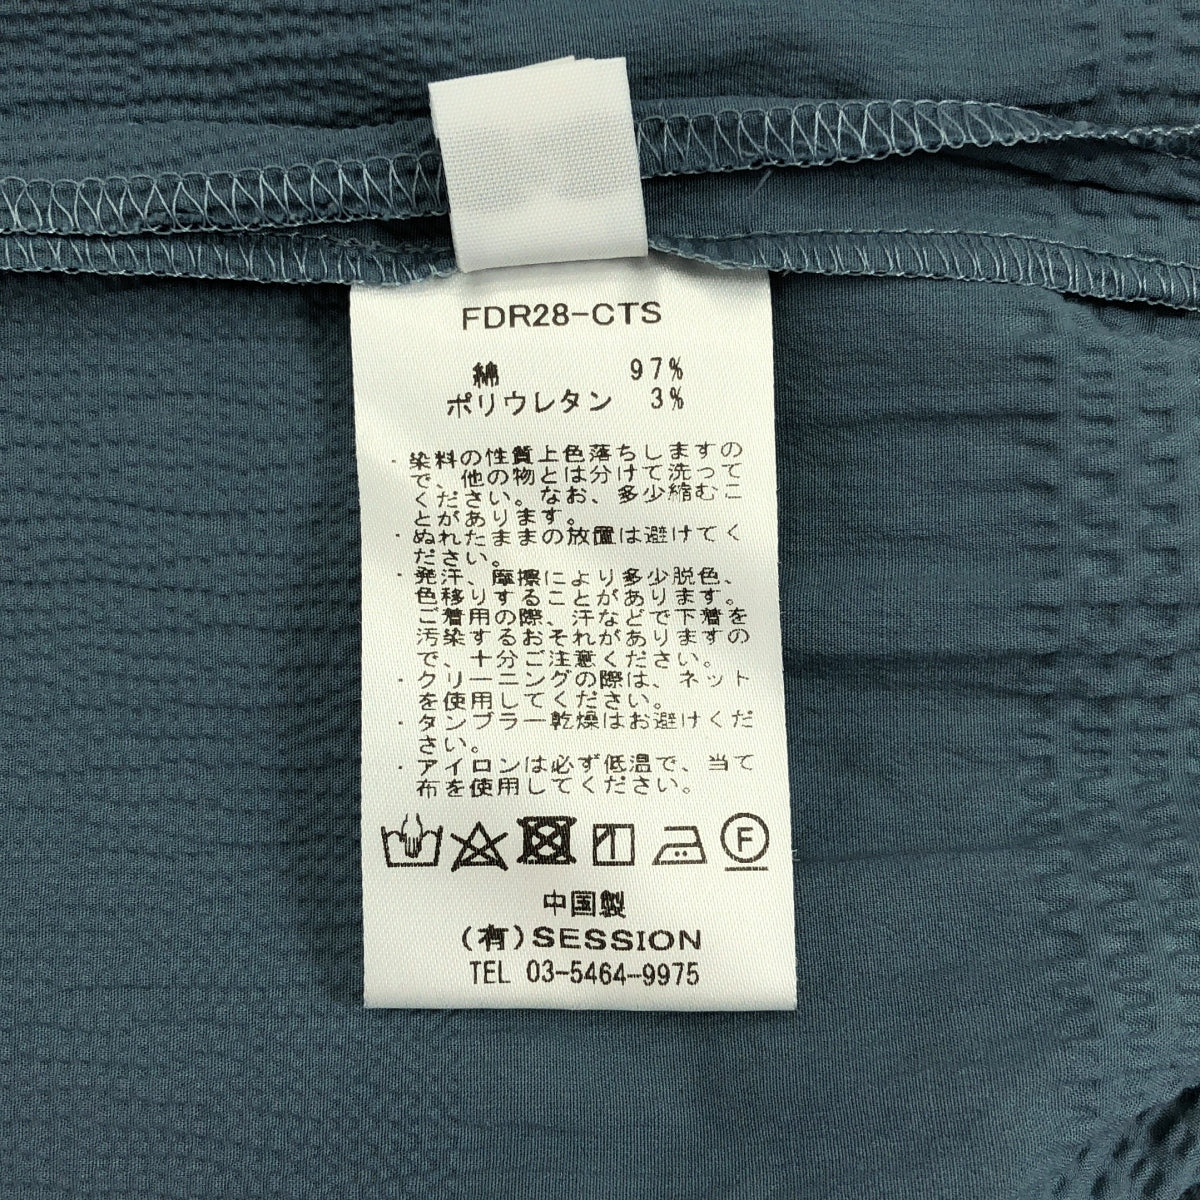 FDR28-CTS
綿 97%
ポリウレタン 3%
・染料の性質上色落ちしますの
で、他の物とは分けて洗って
ください。なお、多少縮むこ
とがあります。
・ぬれたままの放置は避けてく
ださい。
・発汗、摩擦により多少脱色、
色移りすることがあります。
ご着用の際、汗などで下着を
汚染するおそれがありますの
で、十分ご注意ください。
・クリーニングの際は、ネット
を使用してください。
・タンブラー乾燥はお避けくだ
さい。
・アイロンは必ず低温で、当て
布を使用してください。
F
中国製
(有)SESSION
TEL 03-5464-9975